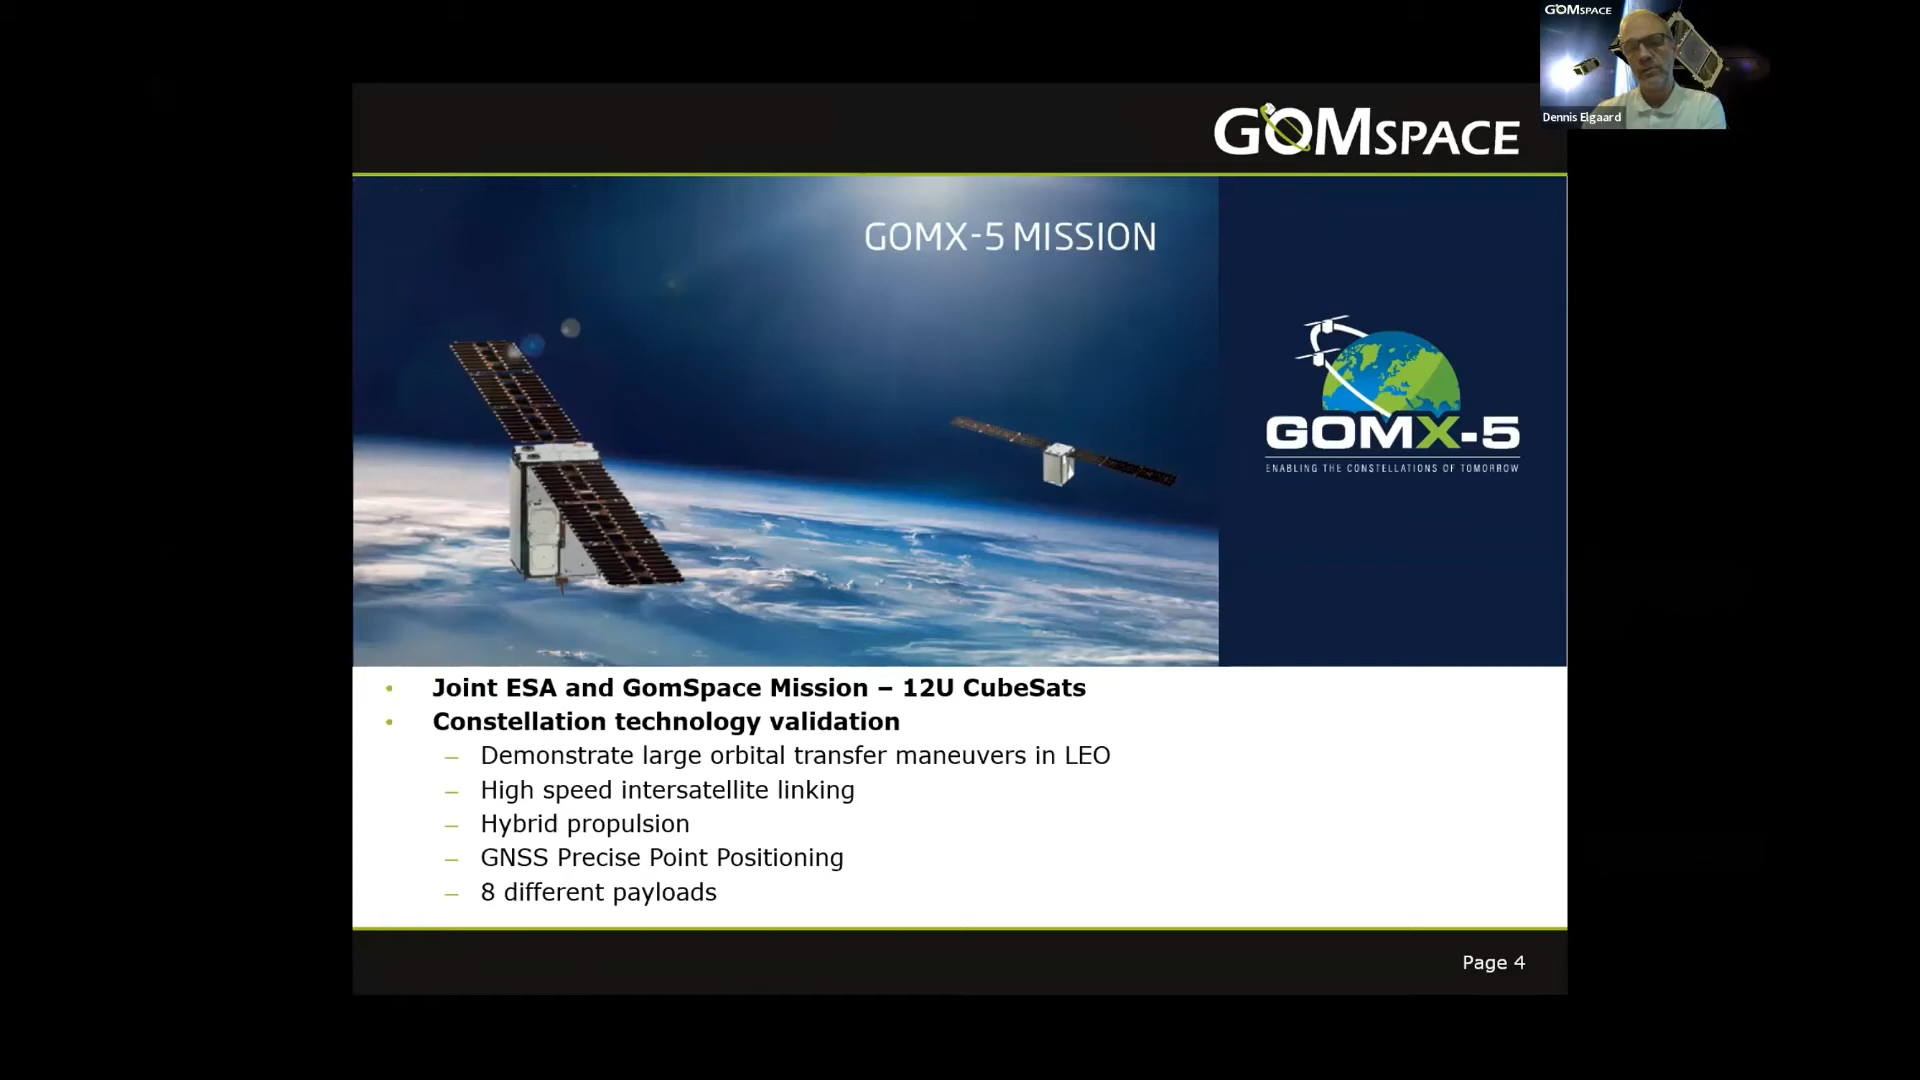 GOMSPACE
Dennis Elgaard
GOMSPACE
GOMX-5 MISSION
GOMX-5
ENABLING THE CONSTELLATIONS OF TOMORROW
• Joint ESA and GomSpace Mission – 12U CubeSats
• Constellation technology validation
– Demonstrate large orbital transfer maneuvers in LEO
– High speed intersatellite linking
– Hybrid propulsion
– GNSS Precise Point Positioning
– 8 different payloads
Page 4